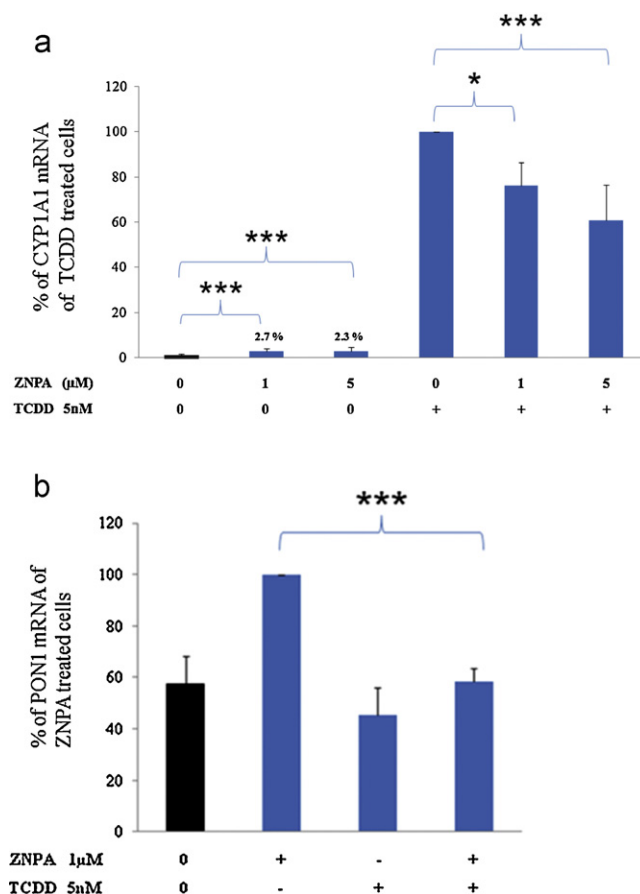 a
% of CYP1A1 mRNA
of TCDD treated cells
120
100
80
60
40
20
0
***
***
2.7 %
2.3 %
*
***
ZNPA (µM) 0 1 5 0 1 5
TCDD 5nM 0 0 0 + + +
b
% of PON1 mRNA of
ZNPA treated cells
120
100
80
60
40
20
0
***
ZNPA 1µM 0 + - +
TCDD 5nM 0 - + +